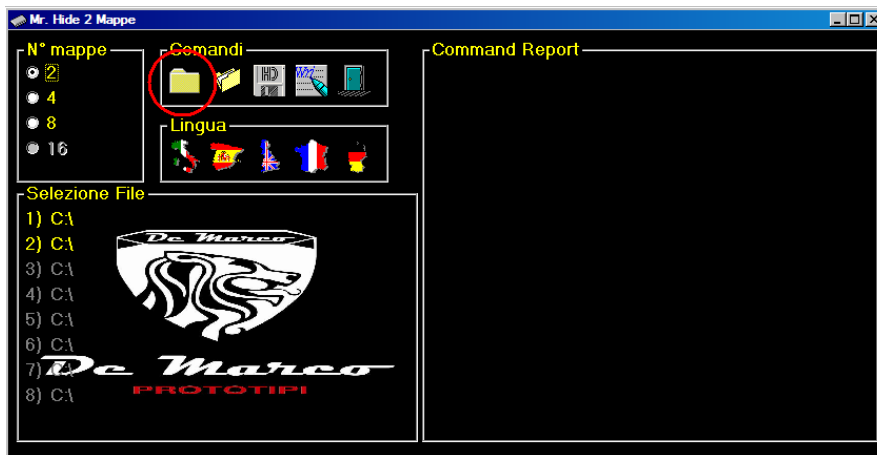 Mr. Hide 2 Mappe
N° mappe
2
4
8
16
Comandi
HD
Lingua
Command Report
Selezione File
1) C:\
2) C:\
3) C:\
4) C:\
5) C:\
6) C:\
7) C:\
8) C:\
De Marco
De Marco
PROTOTIPI